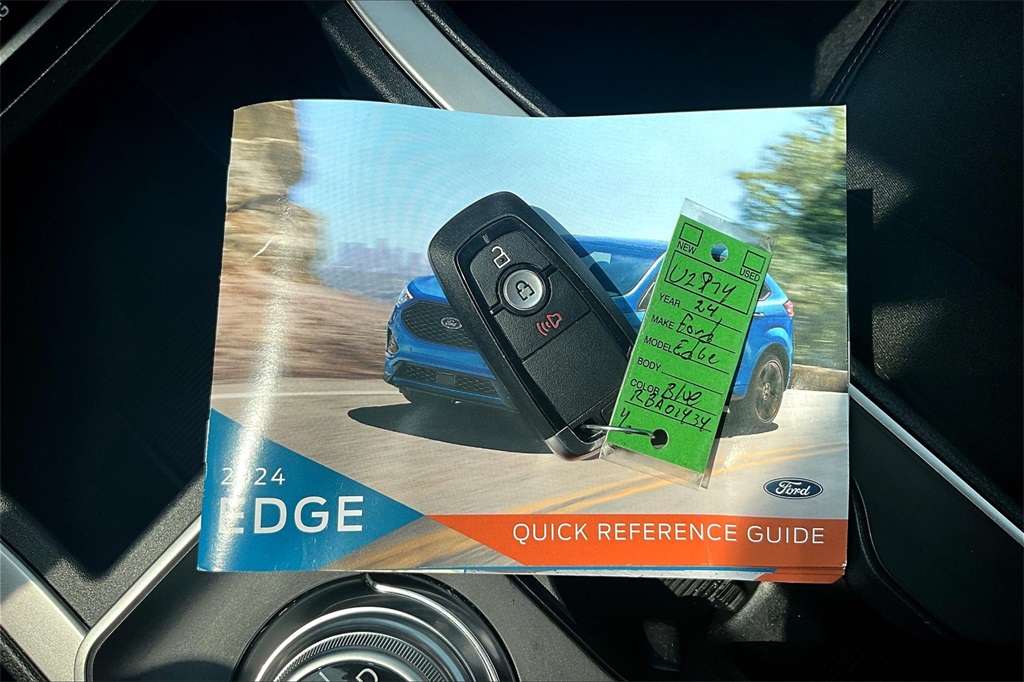 NEW
USED
U2874
YEAR 24
MAKE Ford
MODEL Edge
BODY
COLOR Blue
RBA01434
2024
EDGE
Ford
QUICK REFERENCE GUIDE
D